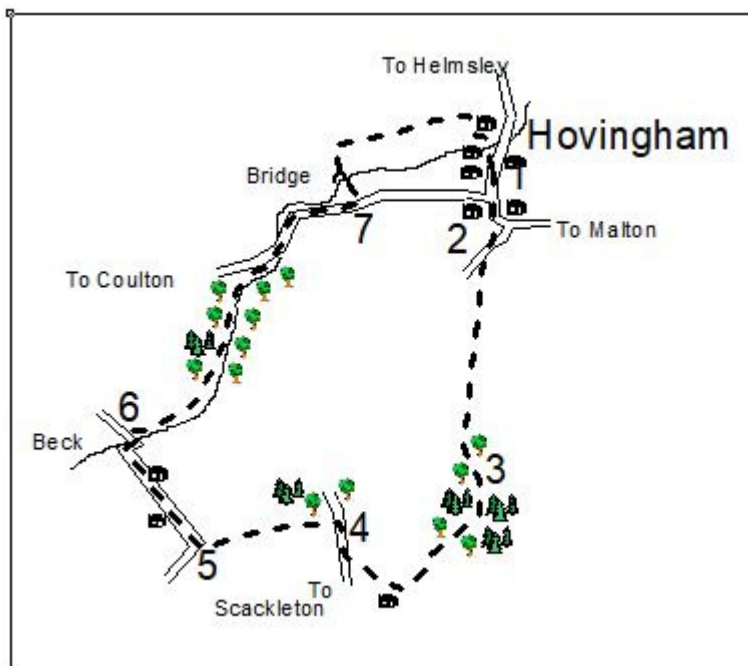 To Helmsley
Hovingham
Bridge
1
7
2
To Malton
To Coulton
6
Beck
3
4
5
To
Scackleton